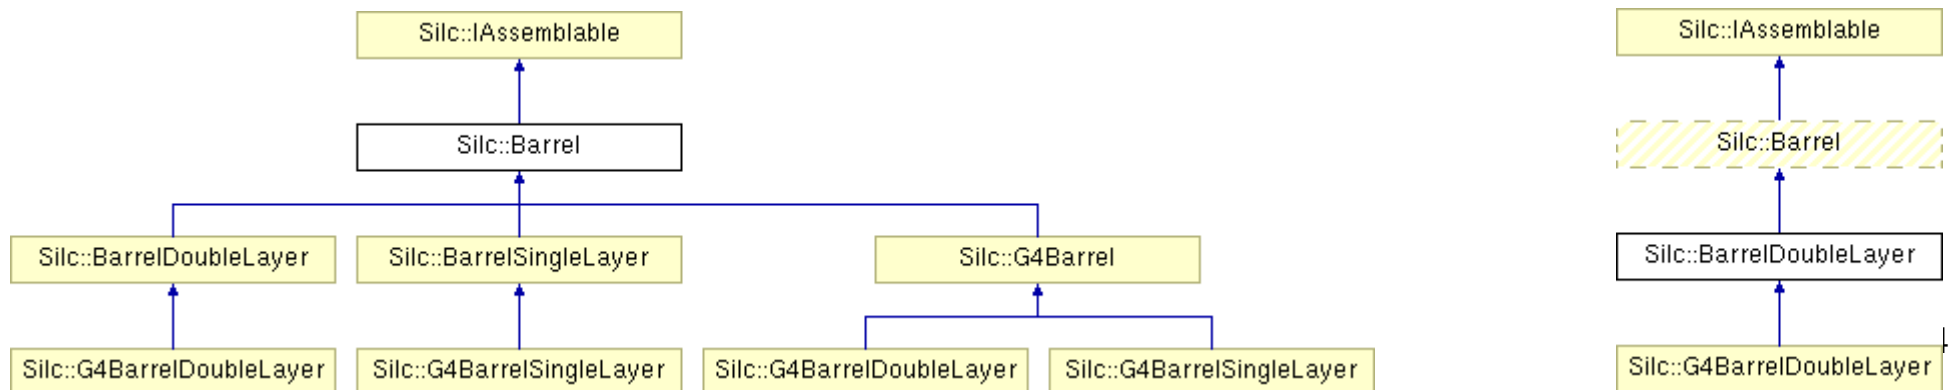 Silc::IAssemblable
Silc::Barrel
Silc::BarrelDoubleLayer
Silc::BarrelSingleLayer
Silc::G4Barrel
Silc::G4BarrelDoubleLayer
Silc::G4BarrelSingleLayer
Silc::G4BarrelDoubleLayer
Silc::G4BarrelSingleLayer
Silc::IAssemblable
Silc::Barrel
Silc::BarrelDoubleLayer
Silc::G4BarrelDoubleLayer